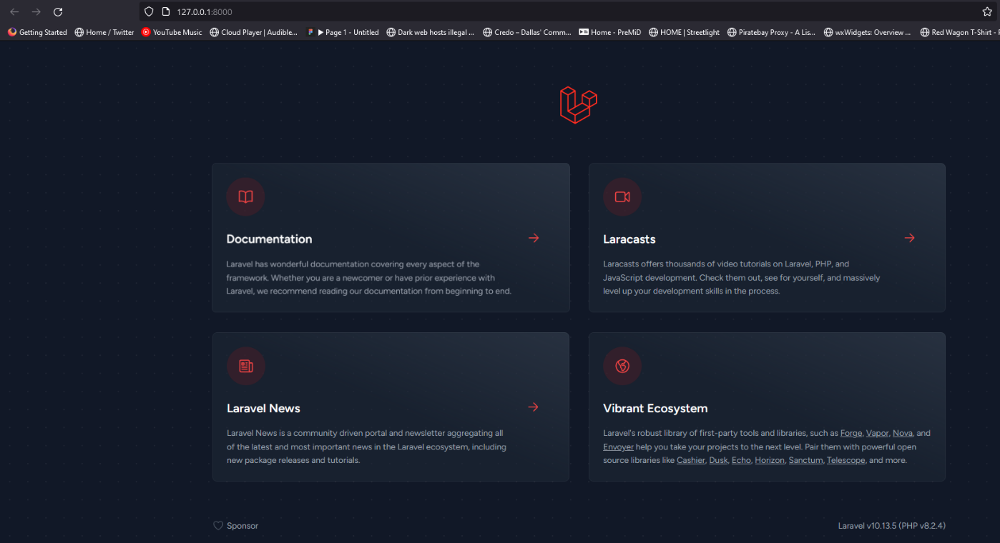 127.0.0.1:8000
Getting Started Home / Twitter YouTube Music Cloud Player | Audible... Page 1 - Untitled Dark web hosts illegal ... Credo – Dallas' Comm... Home - PreMiD HOME | Streetlight Piratebay Proxy - A Lis... wxWidgets: Overview ... Red Wagon T-Shirt -
Documentation
Laravel has wonderful documentation covering every aspect of the
framework. Whether you are a newcomer or have prior experience with
Laravel, we recommend reading our documentation from beginning to end.
Laracasts
Laracasts offers thousands of video tutorials on Laravel, PHP, and
JavaScript development. Check them out, see for yourself, and massively
level up your development skills in the process.
Laravel News
Laravel News is a community driven portal and newsletter aggregating all
of the latest and most important news in the Laravel ecosystem, including
new package releases and tutorials.
Vibrant Ecosystem
Laravel's robust library of first-party tools and libraries, such as Forge, Vapor, Nova, and
Envoyer help you take your projects to the next level. Pair them with powerful open
source libraries like Cashier, Dusk, Echo, Horizon, Sanctum, Telescope, and more.
Sponsor
Laravel v10.13.5 (PHP v8.2.4)